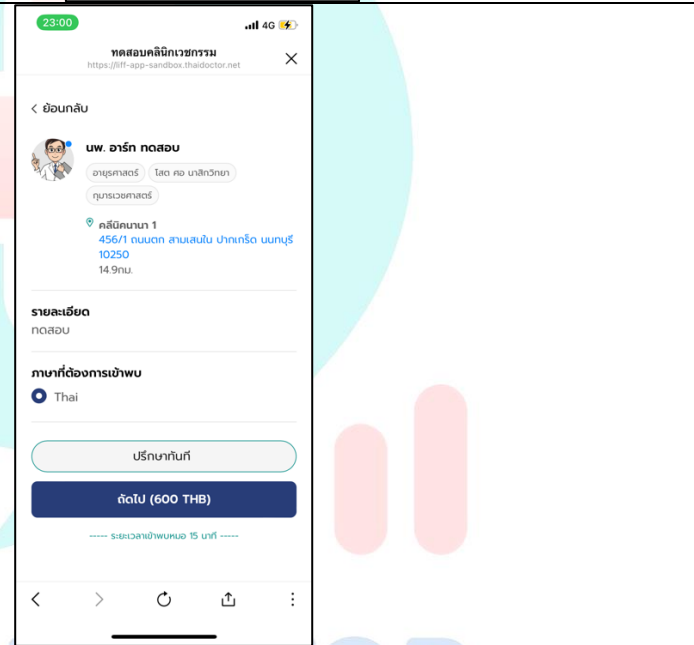 23:00
4G
ทดสอบคลินิกเวชกรรม
https://liff-app-sandbox.thaidoctor.net
ย้อนกลับ
นพ. อาร์ท ทดสอบ
อายุรศาสตร์ โสต ศอ นาสิกวิทยา
กุมารเวชศาสตร์
คลีนิคนานา 1
456/1 ถนนตก สามเสนใน ปากเกร็ด นนทบุรี
10250
14.9กม.
รายละเอียด
ทดสอบ
ภาษาที่ต้องการเข้าพบ
Thai
ปรึกษาทันที
ถัดไป (600 THB)
----- ระยะเวลาเข้าพบหมอ 15 นาที -----